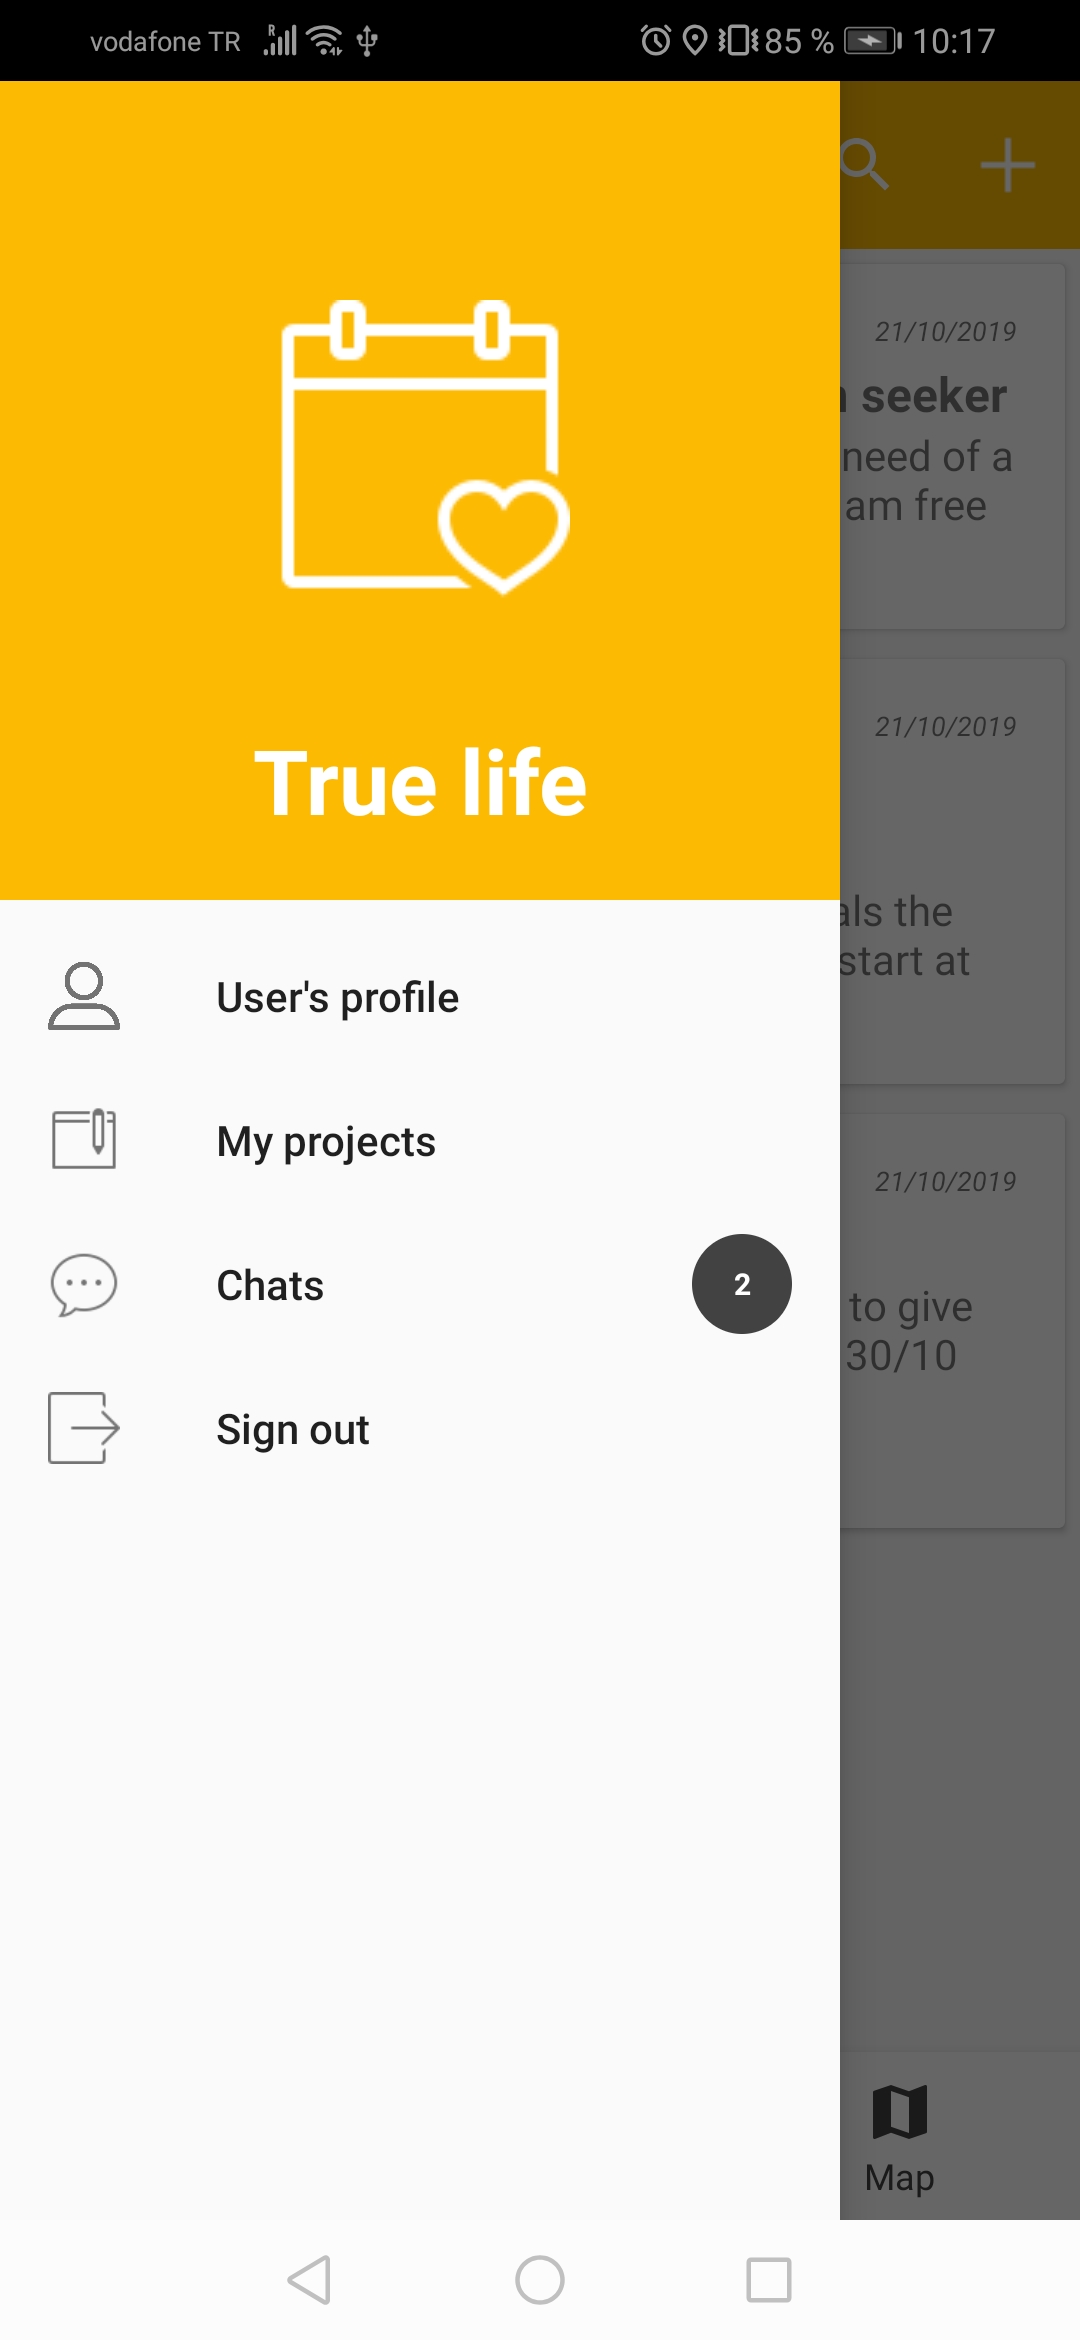 vodafone TR
85 %
10:17
True life
User's profile
My projects
Chats
2
Sign out
21/10/2019
seeker
need of a
am free
21/10/2019
the
start at
21/10/2019
to give
30/10
Map